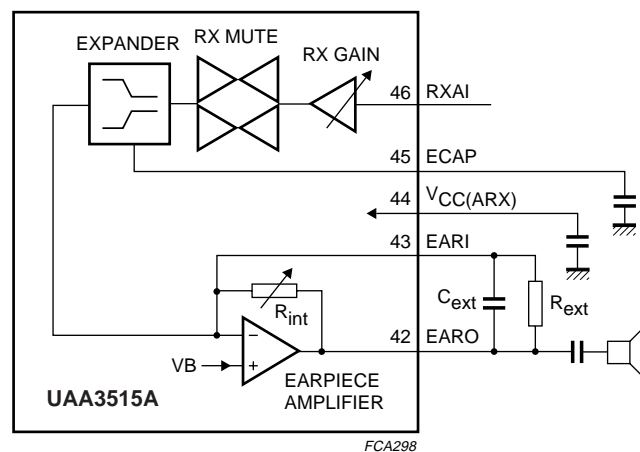 EXPANDER
RX MUTE
RX GAIN
46 RXAI
45 ECAP
44 VCC(ARX)
43 EARI
Rint
Cext
Rext
42 EARO
VB
−
+
EARPIECE
AMPLIFIER
UAA3515A
FCA298